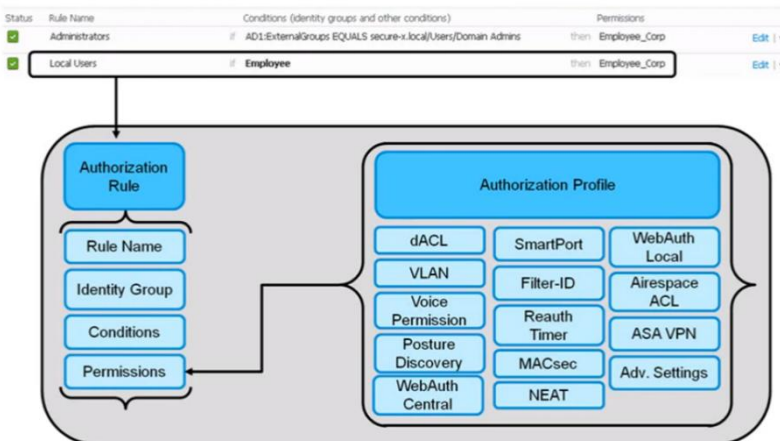 Status Rule Name Conditions (identity groups and other conditions) Permissions
Administrators if AD1:ExternalGroups EQUALS secure-x.local/Users/Domain Admins then Employee_Corp Edit |
Local Users if Employee then Employee_Corp Edit |
Authorization
Rule
Rule Name
Identity Group
Conditions
Permissions
Authorization Profile
dACL
VLAN
Voice
Permission
Posture
Discovery
WebAuth
Central
SmartPort
Filter-ID
Reauth
Timer
MACsec
NEAT
WebAuth
Local
Airespace
ACL
ASA VPN
Adv. Settings